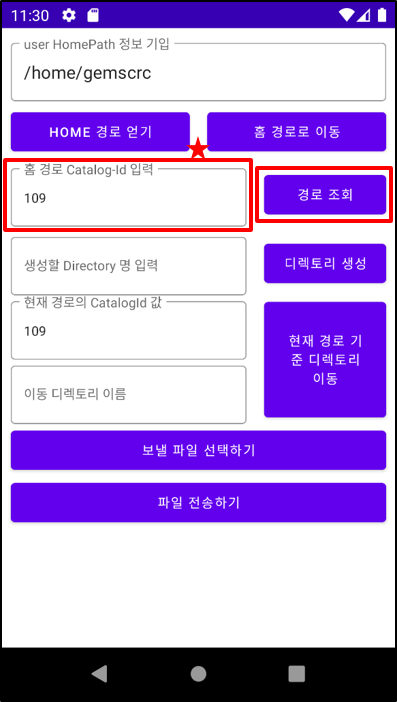 11:30
user HomePath 정보 기입
/home/gemscrc
HOME 경로 얻기
홈 경로로 이동
홈 경로 Catalog-Id 입력
109
경로 조회
생성할 Directory 명 입력
디렉토리 생성
현재 경로의 CatalogId 값
109
현재 경로 기
준 디렉토리
이동
이동 디렉토리 이름
보낼 파일 선택하기
파일 전송하기